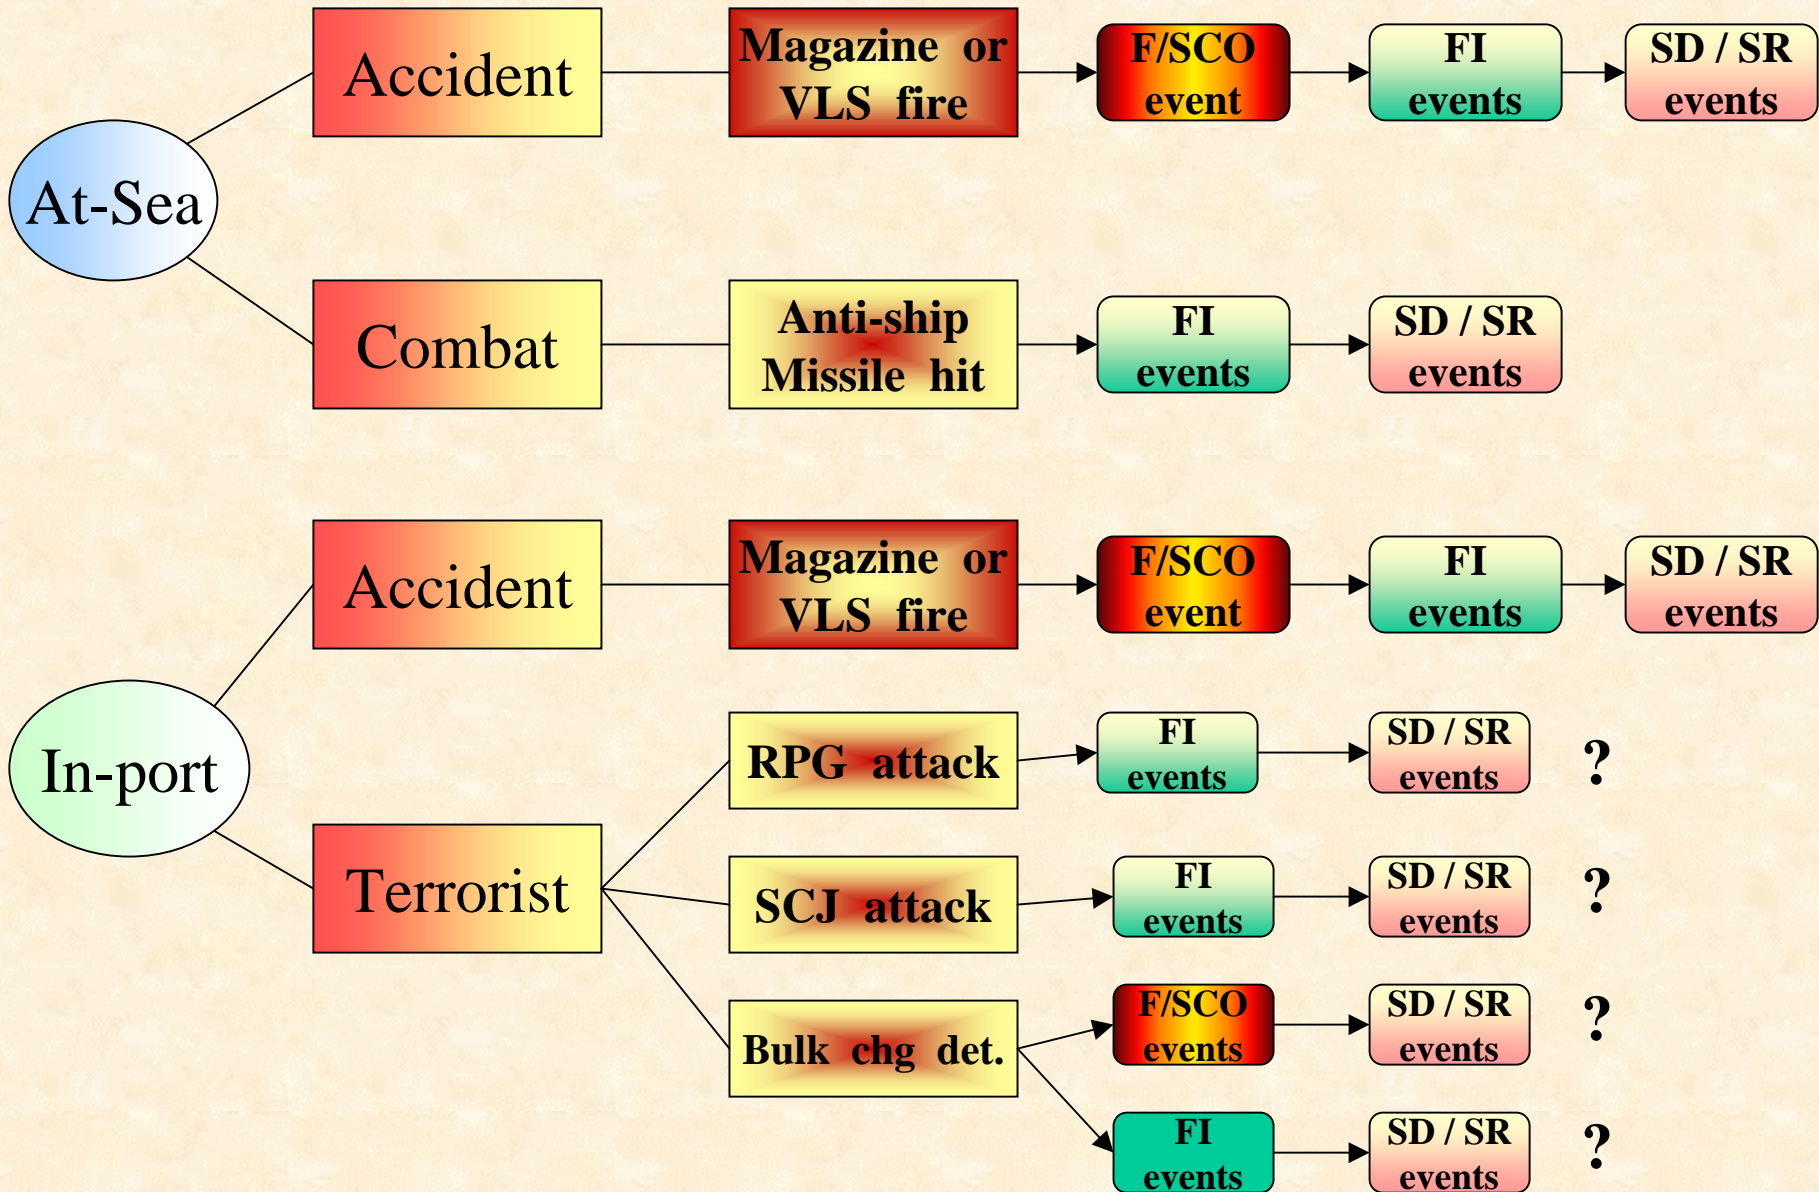 At-Sea
Accident
Magazine or
VLS fire
F/SCO
event
FI
events
SD / SR
events
Combat
Anti-ship
Missile hit
FI
events
SD / SR
events
In-port
Accident
Magazine or
VLS fire
F/SCO
event
FI
events
SD / SR
events
Terrorist
RPG attack
FI
events
SD / SR
events
?
SCJ attack
FI
events
SD / SR
events
?
Bulk chg det.
F/SCO
events
SD / SR
events
?
FI
events
SD / SR
events
?